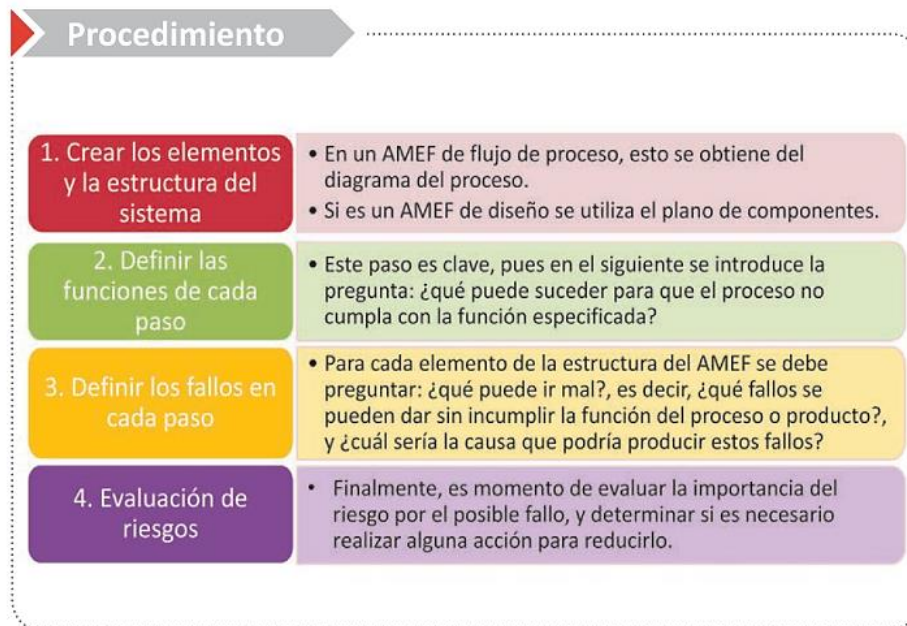 Procedimiento
1. Crear los elementos
y la estructura del
sistema
• En un AMEF de flujo de proceso, esto se obtiene del
diagrama del proceso.
• Si es un AMEF de diseño se utiliza el plano de componentes.
2. Definir las
funciones de cada
paso
• Este paso es clave, pues en el siguiente se introduce la
pregunta: ¿qué puede suceder para que el proceso no
cumpla con la función especificada?
3. Definir los fallos en
cada paso
• Para cada elemento de la estructura del AMEF se debe
preguntar: ¿qué puede ir mal?, es decir, ¿qué fallos se
pueden dar sin incumplir la función del proceso o producto?,
y ¿cuál sería la causa que podría producir estos fallos?
4. Evaluación de
riesgos
• Finalmente, es momento de evaluar la importancia del
riesgo por el posible fallo, y determinar si es necesario
realizar alguna acción para reducirlo.